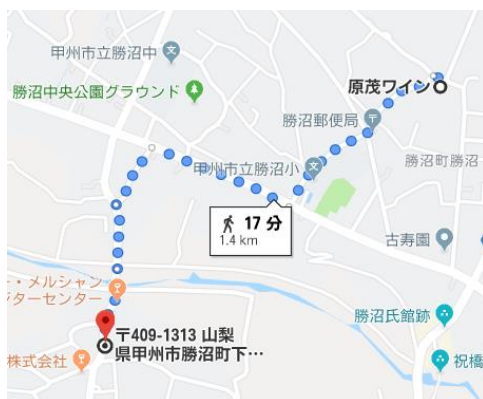 甲州市立勝沼中
原茂ワイン
勝沼中央公園グラウンド
勝沼郵便局
甲州市立勝沼小
勝沼町勝沼
17 分
1.4 km
古寿園
ー・メルシャン
ジターセンター
勝沼氏館跡
〒409-1313 山梨
県甲州市勝沼町下…
株式会社
祝橋